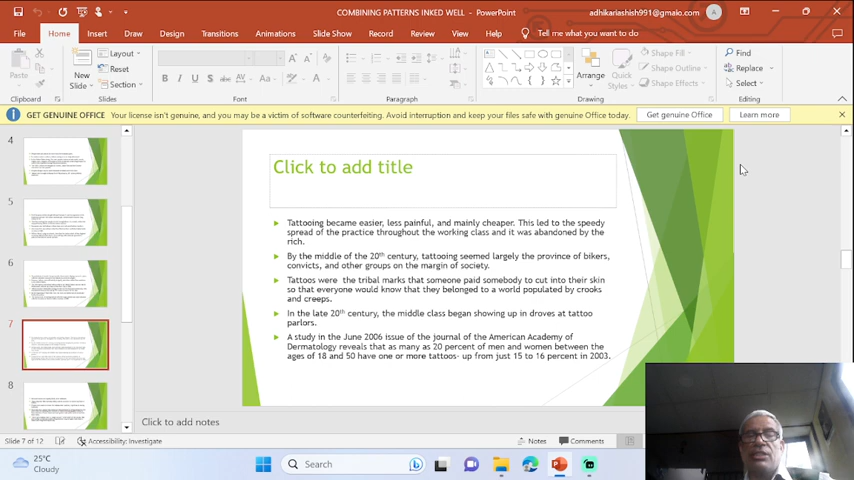 COMBINING PATTERNS INKED WELL - PowerPoint
adhikariashish991@gmaio.com
A
File Home Insert Draw Design Transitions Animations Slide Show Record Review View Help Tell me what you want to do
Paste
Clipboard
New
Slide
Layout
Reset
Section
Slides
B I U S abc AV Aa A
Font
Paragraph
Arrange
Quick
Styles
Shape Fill
Shape Outline
Shape Effects
Drawing
Find
Replace
Select
Editing
GET GENUINE OFFICE Your license isn't genuine, and you may be a victim of software counterfeiting. Avoid interruption and keep your files safe with genuine Office today. Get genuine Office Learn more
4
5
6
7
8
Click to add title
Tattooing became easier, less painful, and mainly cheaper. This led to the speedy
spread of the practice throughout the working class and it was abandoned by the
rich.
By the middle of the 20th century, tattooing seemed largely the province of bikers,
convicts, and other groups on the margin of society.
Tattoos were the tribal marks that someone paid somebody to cut into their skin
so that everyone would know that they belonged to a world populated by crooks
and creeps.
In the late 20th century, the middle class began showing up in droves at tattoo
parlors.
A study in the June 2006 issue of the journal of the American Academy of
Dermatology reveals that as many as 20 percent of men and women between the
ages of 18 and 50 have one or more tattoos- up from just 15 to 16 percent in 2003.
Click to add notes
Slide 7 of 12 Accessibility: Investigate Notes Comments
25°C
Cloudy
Search